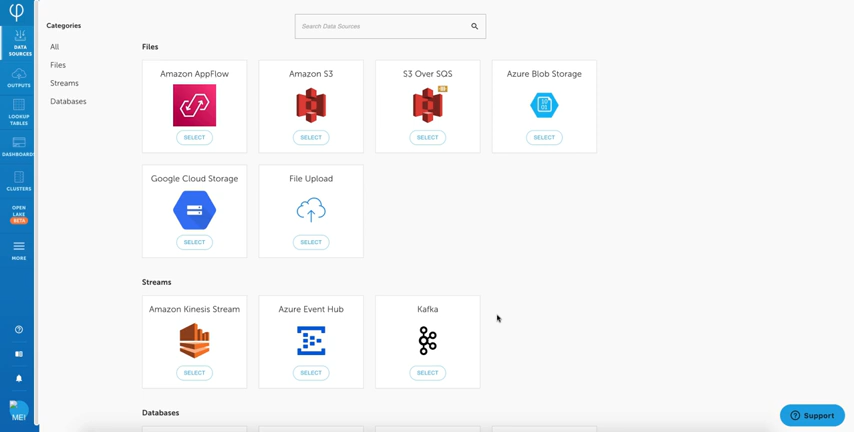 DATA
SOURCES
OUTPUTS
LOOKUP
TABLES
DASHBOARD
CLUSTERS
OPEN
LAKE
BETA
MORE
ME!
Categories
All
Files
Streams
Databases
Search Data Sources
Files
Amazon AppFlow
SELECT
Amazon S3
SELECT
S3 Over SQS
SELECT
Azure Blob Storage
SELECT
Google Cloud Storage
SELECT
File Upload
SELECT
Streams
Amazon Kinesis Stream
SELECT
Azure Event Hub
SELECT
Kafka
SELECT
Databases
Support